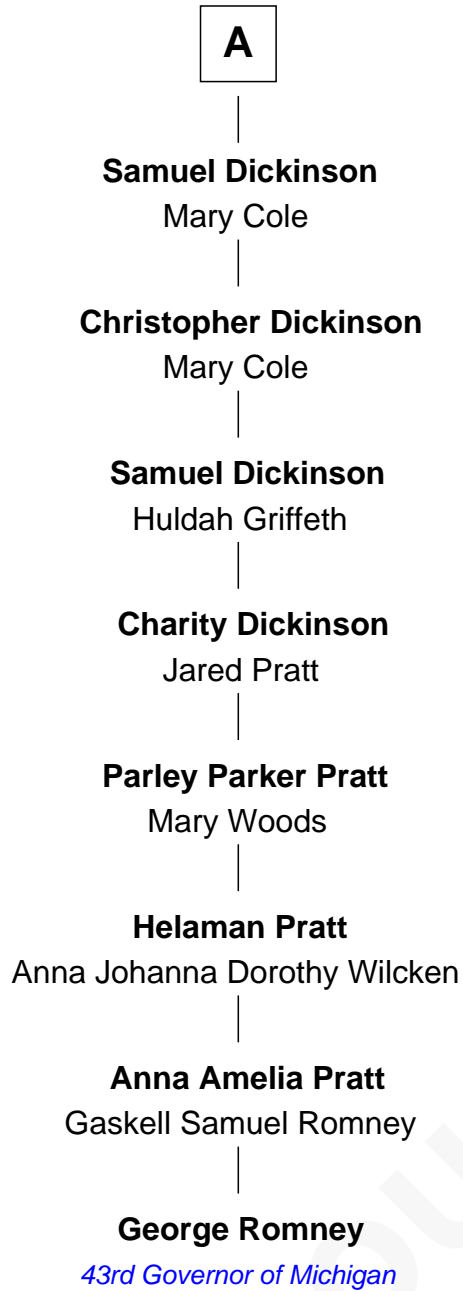 A
Samuel Dickinson
Mary Cole
Christopher Dickinson
Mary Cole
Samuel Dickinson
Huldah Griffeth
Charity Dickinson
Jared Pratt
Parley Parker Pratt
Mary Woods
Helaman Pratt
Anna Johanna Dorothy Wilcken
Anna Amelia Pratt
Gaskell Samuel Romney
George Romney
43rd Governor of Michigan